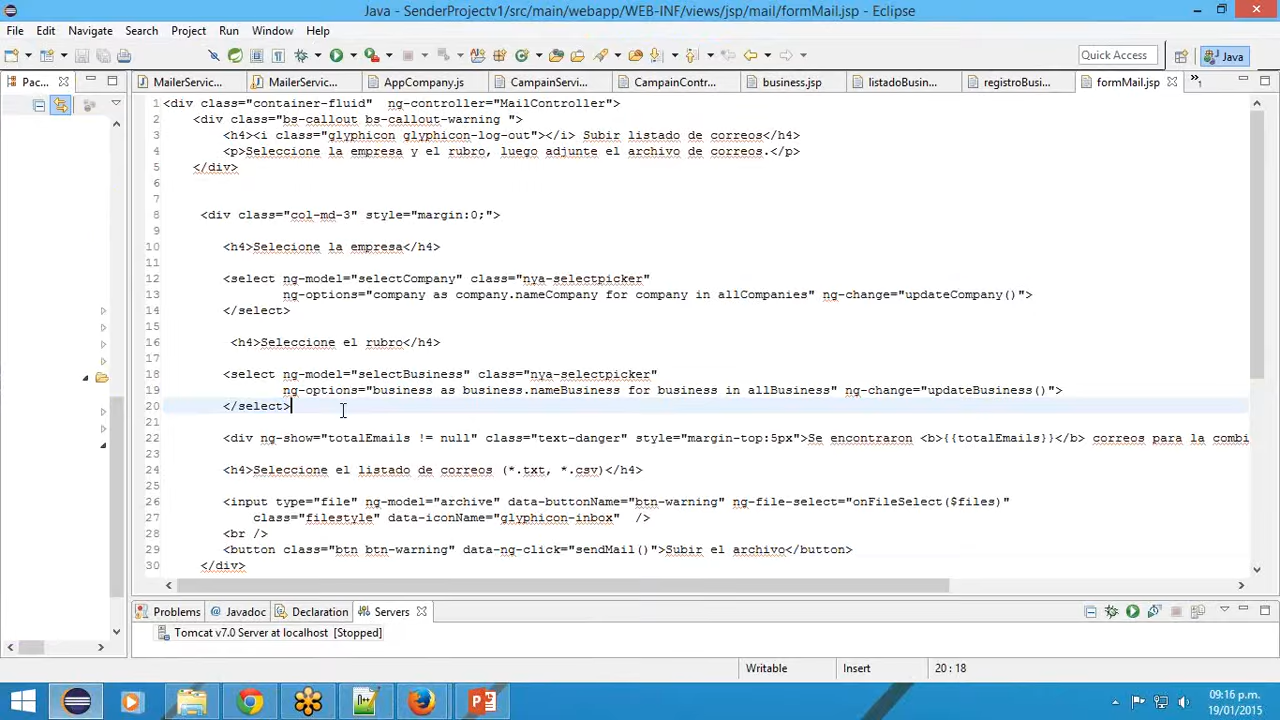 Java - SenderProjectv1/src/main/webapp/WEB-INF/views/jsp/mail/formMail.jsp - Eclipse
File Edit Navigate Search Project Run Window Help
Quick Access Java
Pac... MailerServic... MailerServic... AppCompany.js CampainServi... CampainContr... business.jsp listadoBusin... registroBusi... formMail.jsp »1
1 <div class="container-fluid"  ng-controller="MailController">
2 <div class="bs-callout bs-callout-warning ">
3 <h4><i class="glyphicon glyphicon-log-out"></i> Subir listado de correos</h4>
4 <p>Seleccione la empresa y el rubro, luego adjunte el archivo de correos.</p>
5 </div>
6
7
8 <div class="col-md-3" style="margin:0;">
9
10 <h4>Selecione la empresa</h4>
11
12 <select ng-model="selectCompany" class="nya-selectpicker"
13 ng-options="company as company.nameCompany for company in allCompanies" ng-change="updateCompany()">
14 </select>
15
16 <h4>Seleccione el rubro</h4>
17
18 <select ng-model="selectBusiness" class="nya-selectpicker"
19 ng-options="business as business.nameBusiness for business in allBusiness" ng-change="updateBusiness()">
20 </select>
21
22 <div ng-show="totalEmails != null" class="text-danger" style="margin-top:5px">Se encontraron <b>{{totalEmails}}</b> correos para la combi
23
24 <h4>Seleccione el listado de correos (*.txt, *.csv)</h4>
25
26 <input type="file" ng-model="archive" data-buttonName="btn-warning" ng-file-select="onFileSelect($files)"
27 class="filestyle" data-iconName="glyphicon-inbox"  />
28 <br />
29 <button class="btn btn-warning" data-ng-click="sendMail()">Subir el archivo</button>
30 </div>
Problems @ Javadoc Declaration Servers
Tomcat v7.0 Server at localhost [Stopped]
Writable Insert 20 : 18
09:16 p.m.
19/01/2015